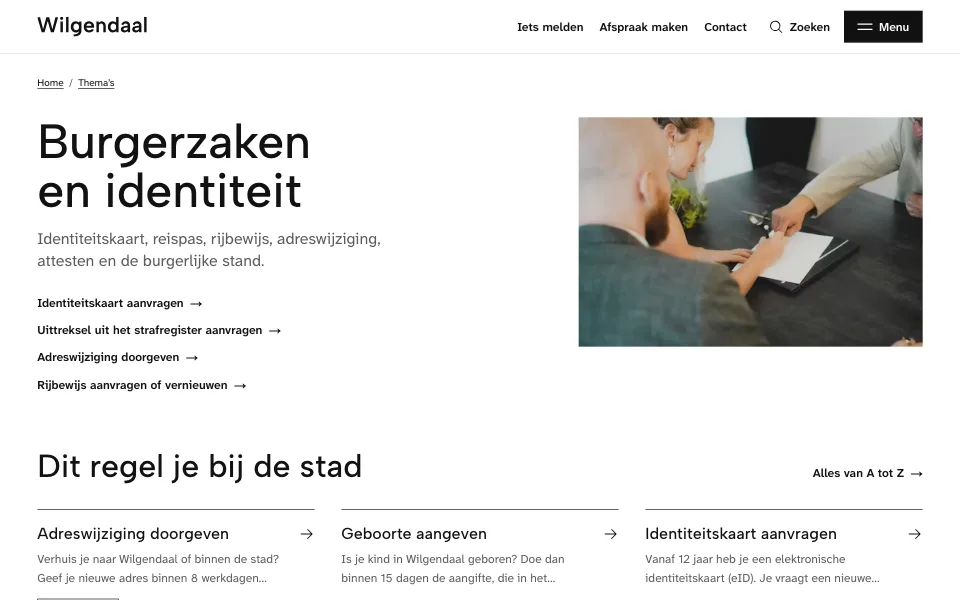 Wilgendaal
Iets melden
Afspraak maken
Contact
Zoeken
Menu
Home / Thema's
Burgerzaken
en identiteit
Identiteitskaart, reispas, rijbewijs, adreswijziging,
attesten en de burgerlijke stand.
Identiteitskaart aanvragen →
Uittreksel uit het strafregister aanvragen →
Adreswijziging doorgeven →
Rijbewijs aanvragen of vernieuwen →
Dit regel je bij de stad
Alles van A tot Z →
Adreswijziging doorgeven →
Verhuis je naar Wilgendaal of binnen de stad?
Geef je nieuwe adres binnen 8 werkdagen...
Geboorte aangeven →
Is je kind in Wilgendaal geboren? Doe dan
binnen 15 dagen de aangifte, die in het...
Identiteitskaart aanvragen →
Vanaf 12 jaar heb je een elektronische
identiteitskaart (eID). Je vraagt een nieuwe...